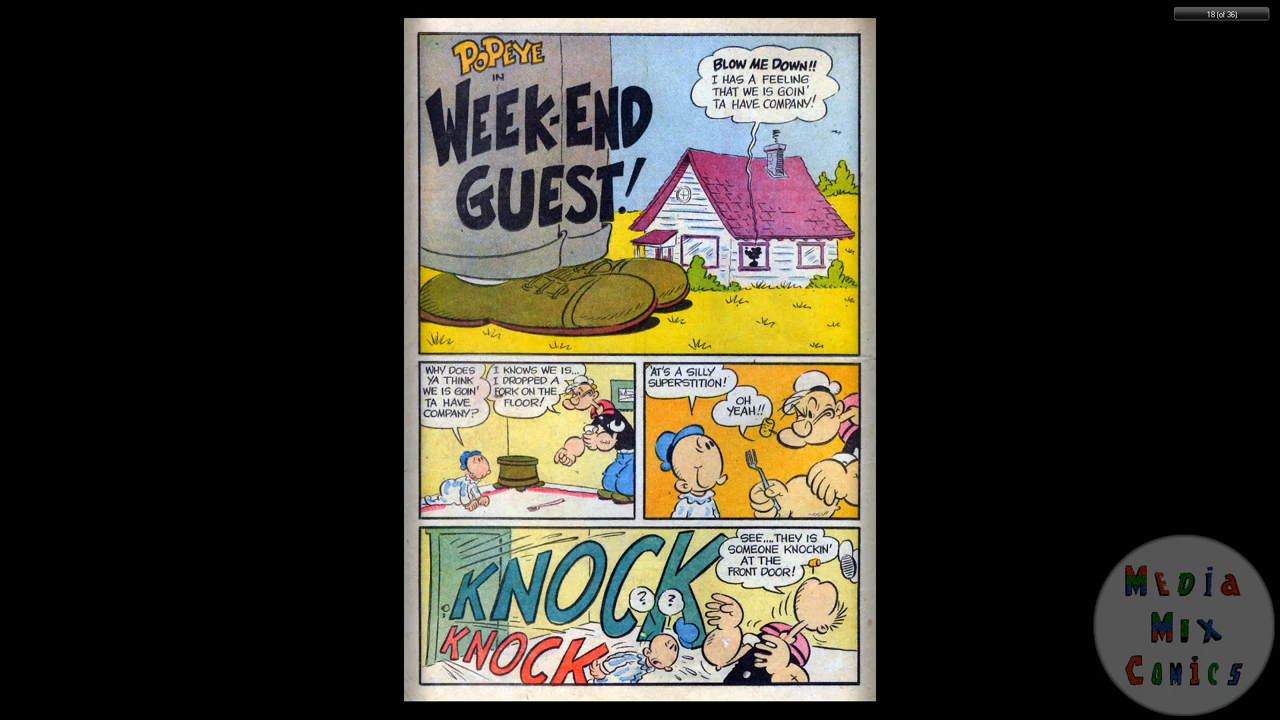 18 (of 36)
POPEYE
IN
WEEK-END
GUEST!
BLOW ME DOWN!!
I HAS A FEELING
THAT WE IS GOIN'
TA HAVE COMPANY!
WHY DOES
YA THINK
WE IS GOIN'
TA HAVE
COMPANY?
I KNOWS WE IS...
I DROPPED A
FORK ON THE
FLOOR!
'AT'S A SILLY
SUPERSTITION!
OH
YEAH!!
KNOCK
KNOCK
?
?
SEE....THEY IS
SOMEONE KNOCKIN'
AT THE
FRONT DOOR!
MEDIA
MIX
COMICS